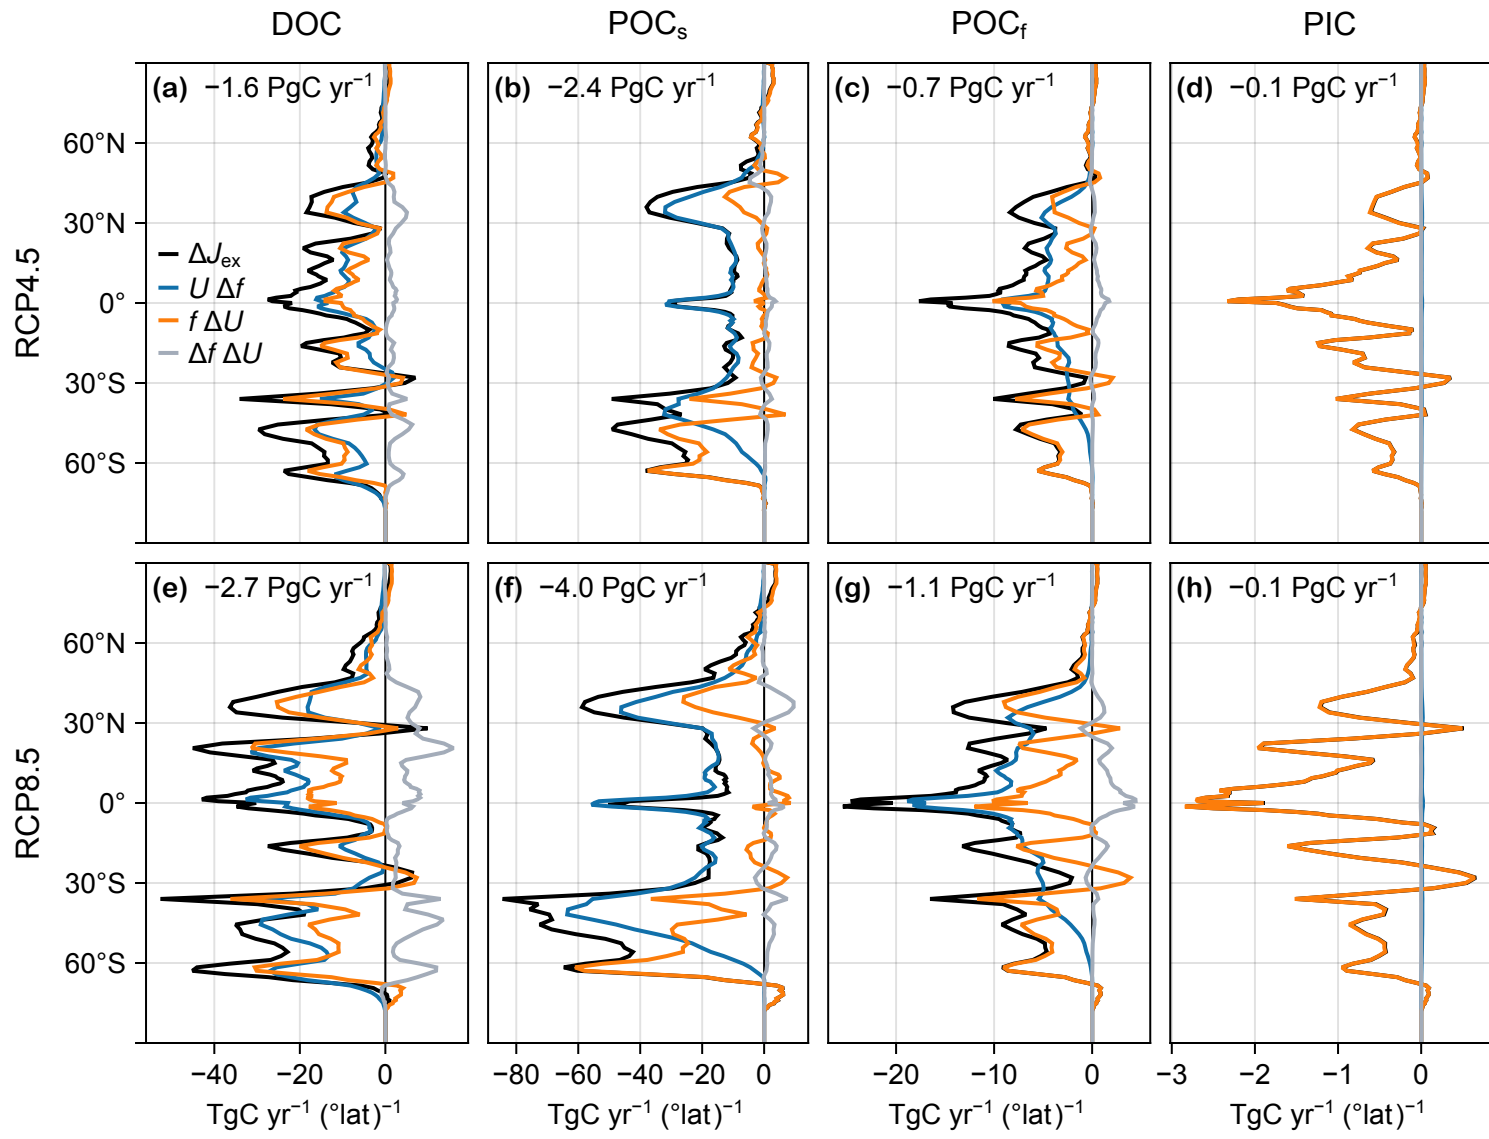 DOC
POCs
POCf
PIC
RCP4.5
(a) −1.6 PgC yr−1
(b) −2.4 PgC yr−1
(c) −0.7 PgC yr−1
(d) −0.1 PgC yr−1
60°N
30°N
0°
30°S
60°S
ΔJex
U Δf
f ΔU
Δf ΔU
RCP8.5
(e) −2.7 PgC yr−1
(f) −4.0 PgC yr−1
(g) −1.1 PgC yr−1
(h) −0.1 PgC yr−1
60°N
30°N
0°
30°S
60°S
−40 −20 0
−80 −60 −40 −20 0
−20 −10 0
−3 −2 −1 0
TgC yr−1 (°lat)−1
TgC yr−1 (°lat)−1
TgC yr−1 (°lat)−1
TgC yr−1 (°lat)−1